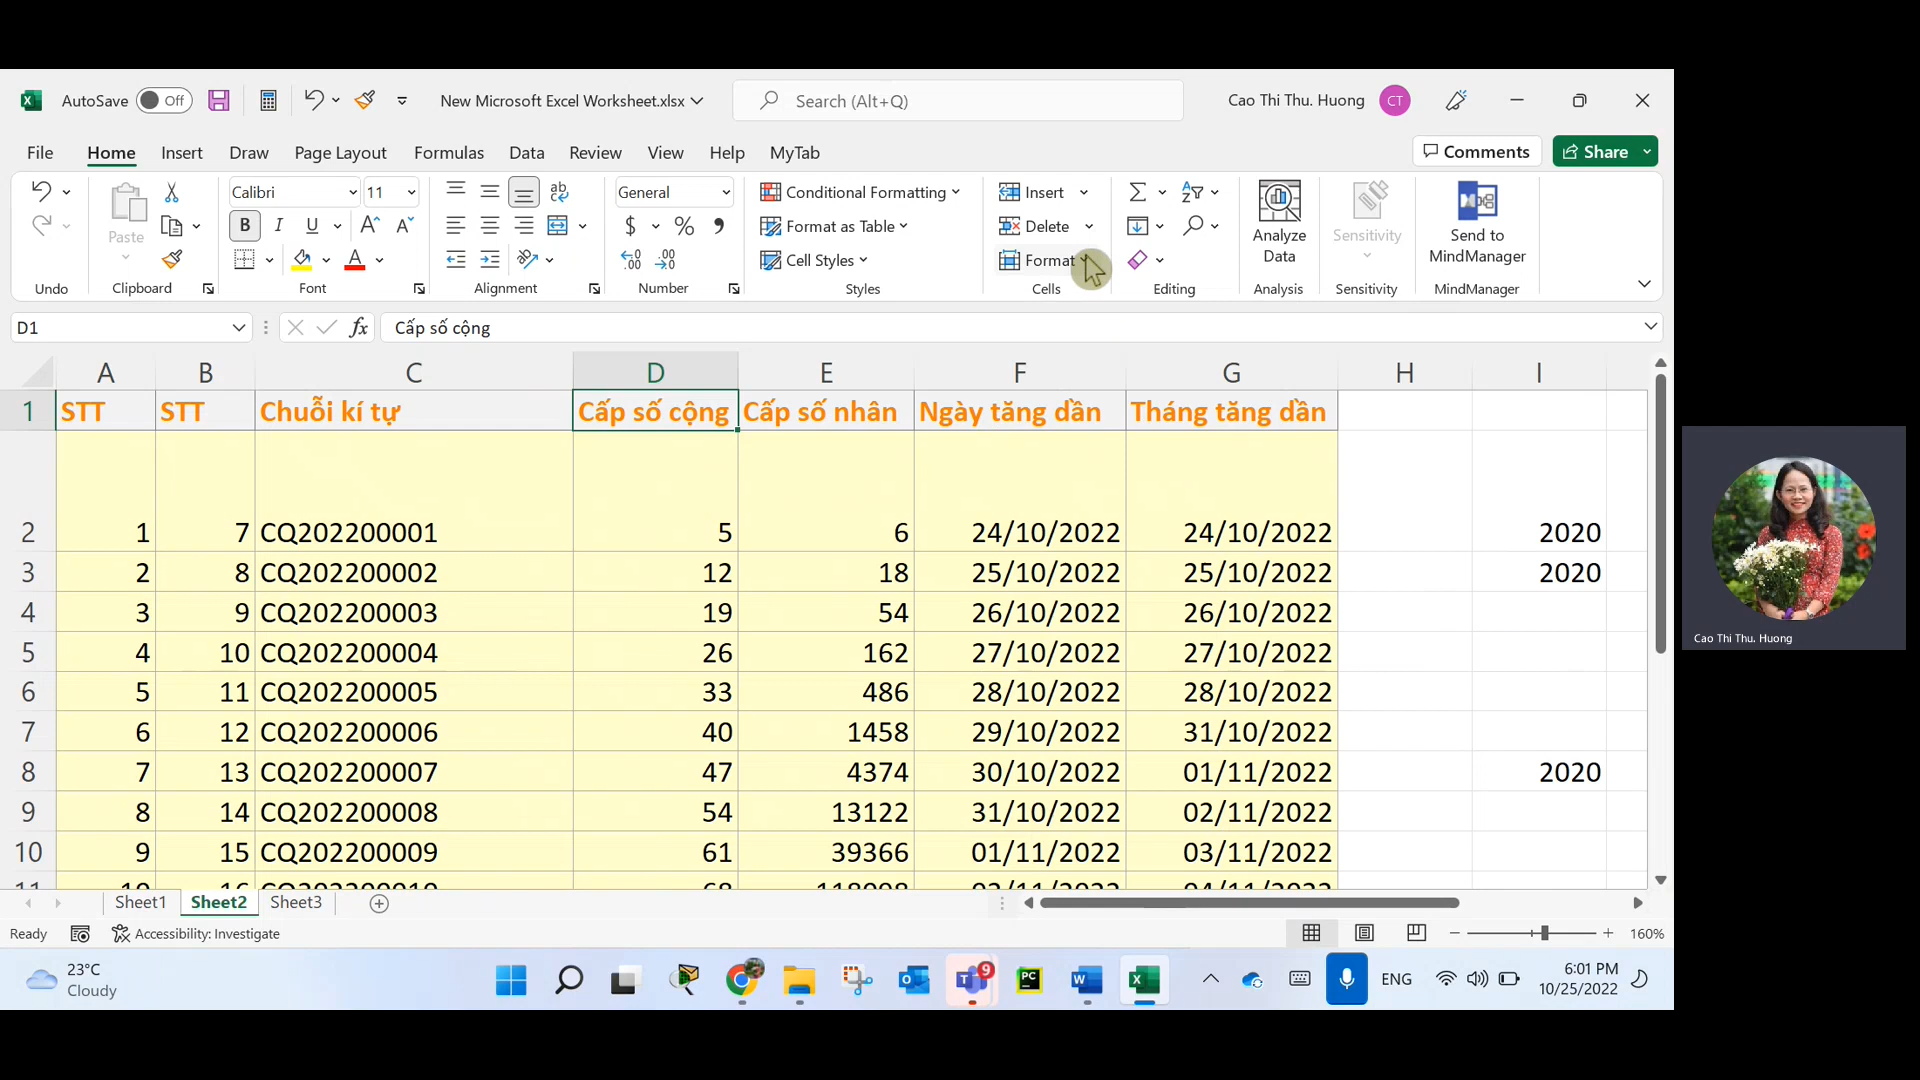 AutoSave Off New Microsoft Excel Worksheet.xlsx Search (Alt+Q) Cao Thi Thu. Huong CT
File Home Insert Draw Page Layout Formulas Data Review View Help MyTab Comments Share
Paste
Calibri 11
B I U
ab
General
$ % 9
Conditional Formatting
Format as Table
Cell Styles
Insert
Delete
Format
Analyze
Data
Sensitivity
Send to
MindManager
Undo Clipboard Font Alignment Number Styles Cells Editing Analysis Sensitivity MindManager
D1 fx Cấp số cộng
A B C D E F G H I
1 STT STT Chuỗi kí tự Cấp số cộng Cấp số nhân Ngày tăng dần Tháng tăng dần
2 1 7 CQ202200001 5 6 24/10/2022 24/10/2022 2020
3 2 8 CQ202200002 12 18 25/10/2022 25/10/2022 2020
4 3 9 CQ202200003 19 54 26/10/2022 26/10/2022
5 4 10 CQ202200004 26 162 27/10/2022 27/10/2022
6 5 11 CQ202200005 33 486 28/10/2022 28/10/2022
7 6 12 CQ202200006 40 1458 29/10/2022 31/10/2022
8 7 13 CQ202200007 47 4374 30/10/2022 01/11/2022 2020
9 8 14 CQ202200008 54 13122 31/10/2022 02/11/2022
10 9 15 CQ202200009 61 39366 01/11/2022 03/11/2022
Cao Thi Thu. Huong
Sheet1 Sheet2 Sheet3
Ready Accessibility: Investigate 160%
23°C
Cloudy
9
PC
ENG
6:01 PM
10/25/2022